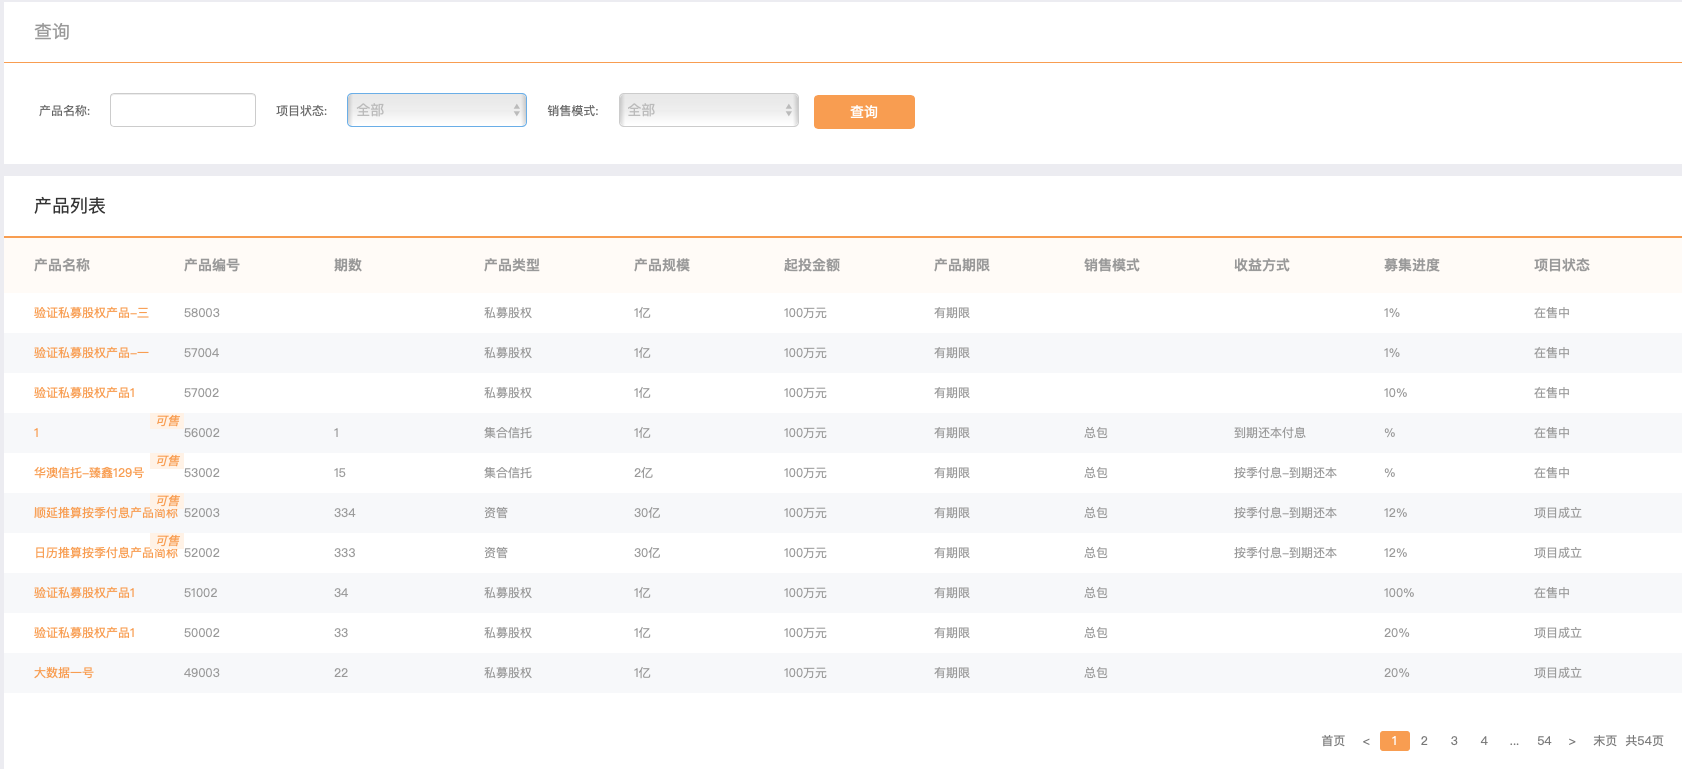 查询
产品名称: 项目状态: 全部 销售模式: 全部 查询
产品列表
产品名称 产品编号 期数 产品类型 产品规模 起投金额 产品期限 销售模式 收益方式 募集进度 项目状态
验证私募股权产品-三 58003 私募股权 1亿 100万元 有期限 1% 在售中
验证私募股权产品-一 57004 私募股权 1亿 100万元 有期限 1% 在售中
验证私募股权产品1 57002 私募股权 1亿 100万元 有期限 10% 在售中
可售
1 56002 1 集合信托 1亿 100万元 有期限 总包 到期还本付息 % 在售中
可售
华澳信托-臻鑫129号 53002 15 集合信托 2亿 100万元 有期限 总包 按季付息-到期还本 % 在售中
可售
顺延推算按季付息产品简称 52003 334 资管 30亿 100万元 有期限 总包 按季付息-到期还本 12% 项目成立
可售
日历推算按季付息产品简称 52002 333 资管 30亿 100万元 有期限 总包 按季付息-到期还本 12% 项目成立
验证私募股权产品1 51002 34 私募股权 1亿 100万元 有期限 总包 100% 在售中
验证私募股权产品1 50002 33 私募股权 1亿 100万元 有期限 总包 20% 项目成立
大数据一号 49003 22 私募股权 1亿 100万元 有期限 总包 20% 项目成立
首页 < 1 2 3 4 ... 54 > 末页 共54页